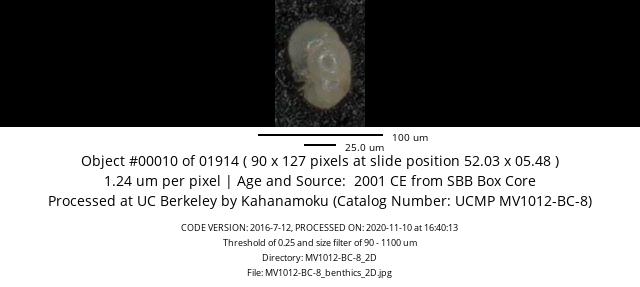 100 um
25.0 um
Object #00010 of 01914 ( 90 x 127 pixels at slide position 52.03 x 05.48 )
1.24 um per pixel | Age and Source:  2001 CE from SBB Box Core
Processed at UC Berkeley by Kahanamoku (Catalog Number: UCMP MV1012-BC-8)
CODE VERSION: 2016-7-12, PROCESSED ON: 2020-11-10 at 16:40:13
Threshold of 0.25 and size filter of 90 - 1100 um
Directory: MV1012-BC-8_2D
File: MV1012-BC-8_benthics_2D.jpg